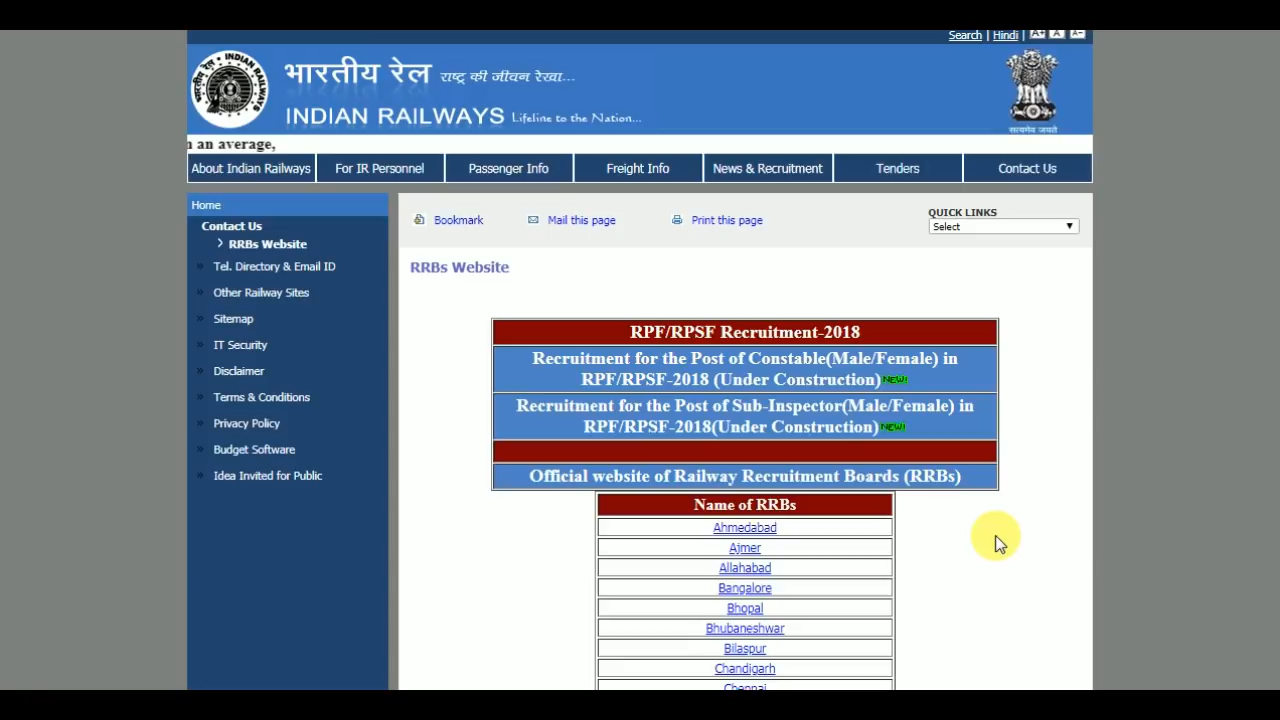 Search | Hindi | A+ A A-
भारतीय रेल राष्ट्र की जीवन रेखा...
INDIAN RAILWAYS Lifeline to the Nation...
सत्यमेव जयते
an average,
About Indian Railways For IR Personnel Passenger Info Freight Info News & Recruitment Tenders Contact Us
Home
Contact Us
RRBs Website
Tel. Directory & Email ID
Other Railway Sites
Sitemap
IT Security
Disclaimer
Terms & Conditions
Privacy Policy
Budget Software
Idea Invited for Public
Bookmark Mail this page Print this page
QUICK LINKS
Select
RRBs Website
RPF/RPSF Recruitment-2018
Recruitment for the Post of Constable(Male/Female) in
RPF/RPSF-2018 (Under Construction) NEW!
Recruitment for the Post of Sub-Inspector(Male/Female) in
RPF/RPSF-2018(Under Construction) NEW!
Official website of Railway Recruitment Boards (RRBs)
Name of RRBs
Ahmedabad
Ajmer
Allahabad
Bangalore
Bhopal
Bhubaneshwar
Bilaspur
Chandigarh
Chennai